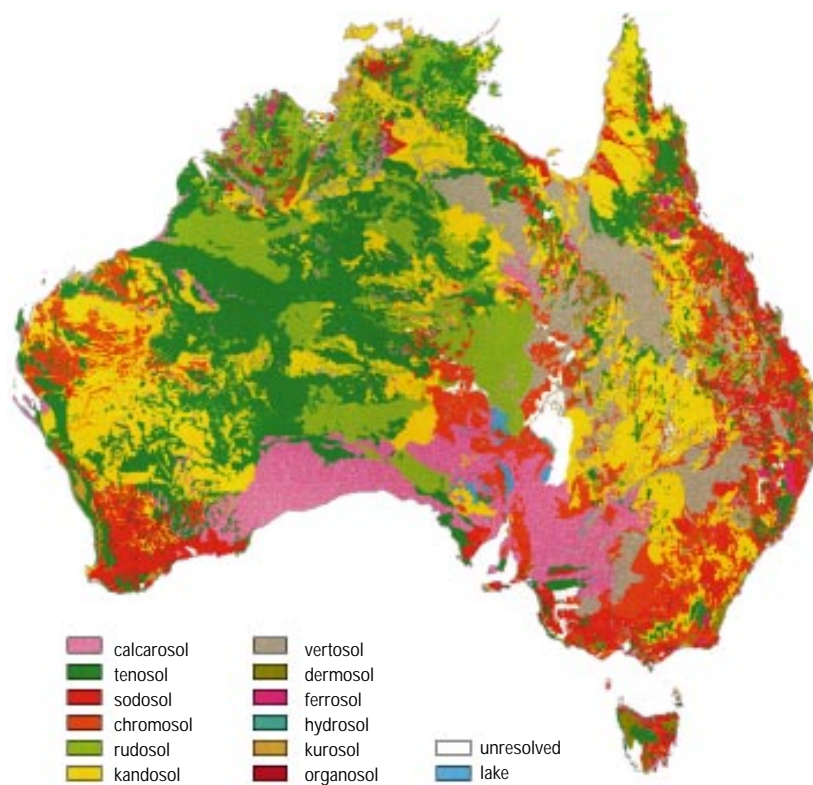 calcarosol
tenosol
sodosol
chromosol
rudosol
kandosol
vertosol
dermosol
ferrosol
hydrosol
kurosol
organosol
unresolved
lake